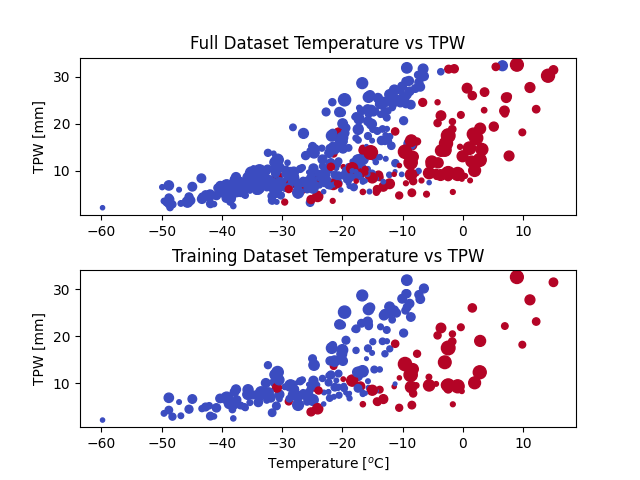 Full Dataset Temperature vs TPW
TPW [mm]
30
20
10
−60 −50 −40 −30 −20 −10 0 10
Training Dataset Temperature vs TPW
TPW [mm]
30
20
10
−60 −50 −40 −30 −20 −10 0 10
Temperature [°C]